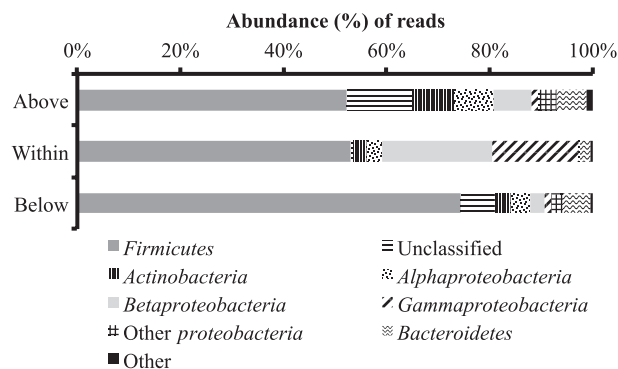 Abundance (%) of reads
0% 20% 40% 60% 80% 100%
Above
Within
Below
Firmicutes Unclassified
Actinobacteria Alphaproteobacteria
Betaproteobacteria Gammaproteobacteria
Other proteobacteria Bacteroidetes
Other